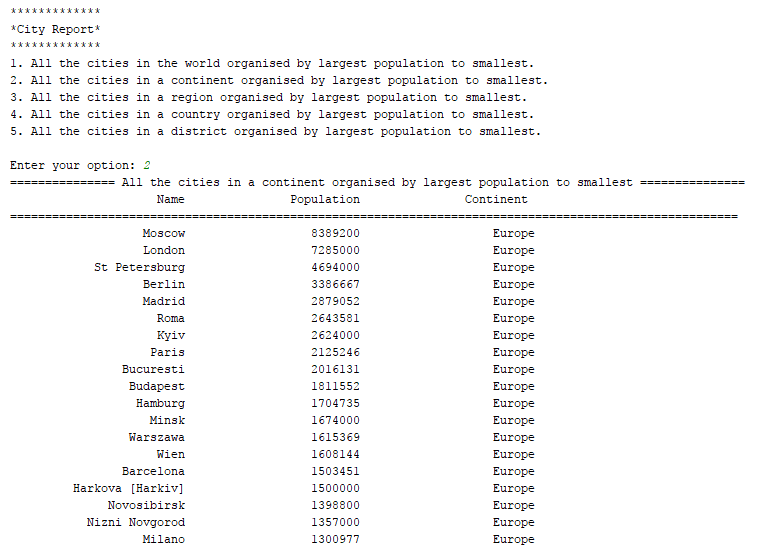 *************
*City Report*
*************
1. All the cities in the world organised by largest population to smallest.
2. All the cities in a continent organised by largest population to smallest.
3. All the cities in a region organised by largest population to smallest.
4. All the cities in a country organised by largest population to smallest.
5. All the cities in a district organised by largest population to smallest.
Enter your option: 2
=============== All the cities in a continent organised by largest population to smallest ===============
Name Population Continent
========================================================================================================
Moscow 8389200 Europe
London 7285000 Europe
St Petersburg 4694000 Europe
Berlin 3386667 Europe
Madrid 2879052 Europe
Roma 2643581 Europe
Kyiv 2624000 Europe
Paris 2125246 Europe
Bucuresti 2016131 Europe
Budapest 1811552 Europe
Hamburg 1704735 Europe
Minsk 1674000 Europe
Warszawa 1615369 Europe
Wien 1608144 Europe
Barcelona 1503451 Europe
Harkova [Harkiv] 1500000 Europe
Novosibirsk 1398800 Europe
Nizni Novgorod 1357000 Europe
Milano 1300977 Europe